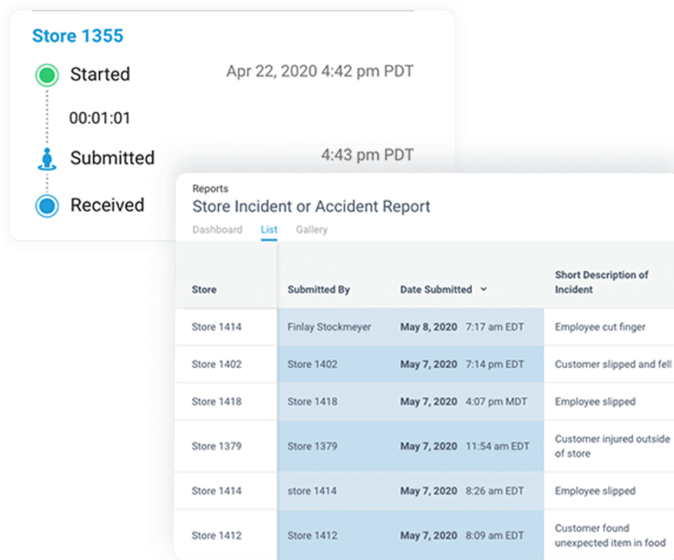 Store 1355
Started Apr 22, 2020 4:42 pm PDT
00:01:01
Submitted 4:43 pm PDT
Received
Reports
Store Incident or Accident Report
Dashboard List Gallery
Store Submitted By Date Submitted Short Description of
Incident
Store 1414 Finlay Stockmeyer May 8, 2020 7:17 am EDT Employee cut finger
Store 1402 Store 1402 May 7, 2020 7:14 pm EDT Customer slipped and fell
Store 1418 Store 1418 May 7, 2020 4:07 pm MDT Employee slipped
Store 1379 Store 1379 May 7, 2020 11:54 am EDT Customer injured outside
of store
Store 1414 store 1414 May 7, 2020 8:26 am EDT Employee slipped
Store 1412 Store 1412 May 7, 2020 8:09 am EDT Customer found
unexpected item in food